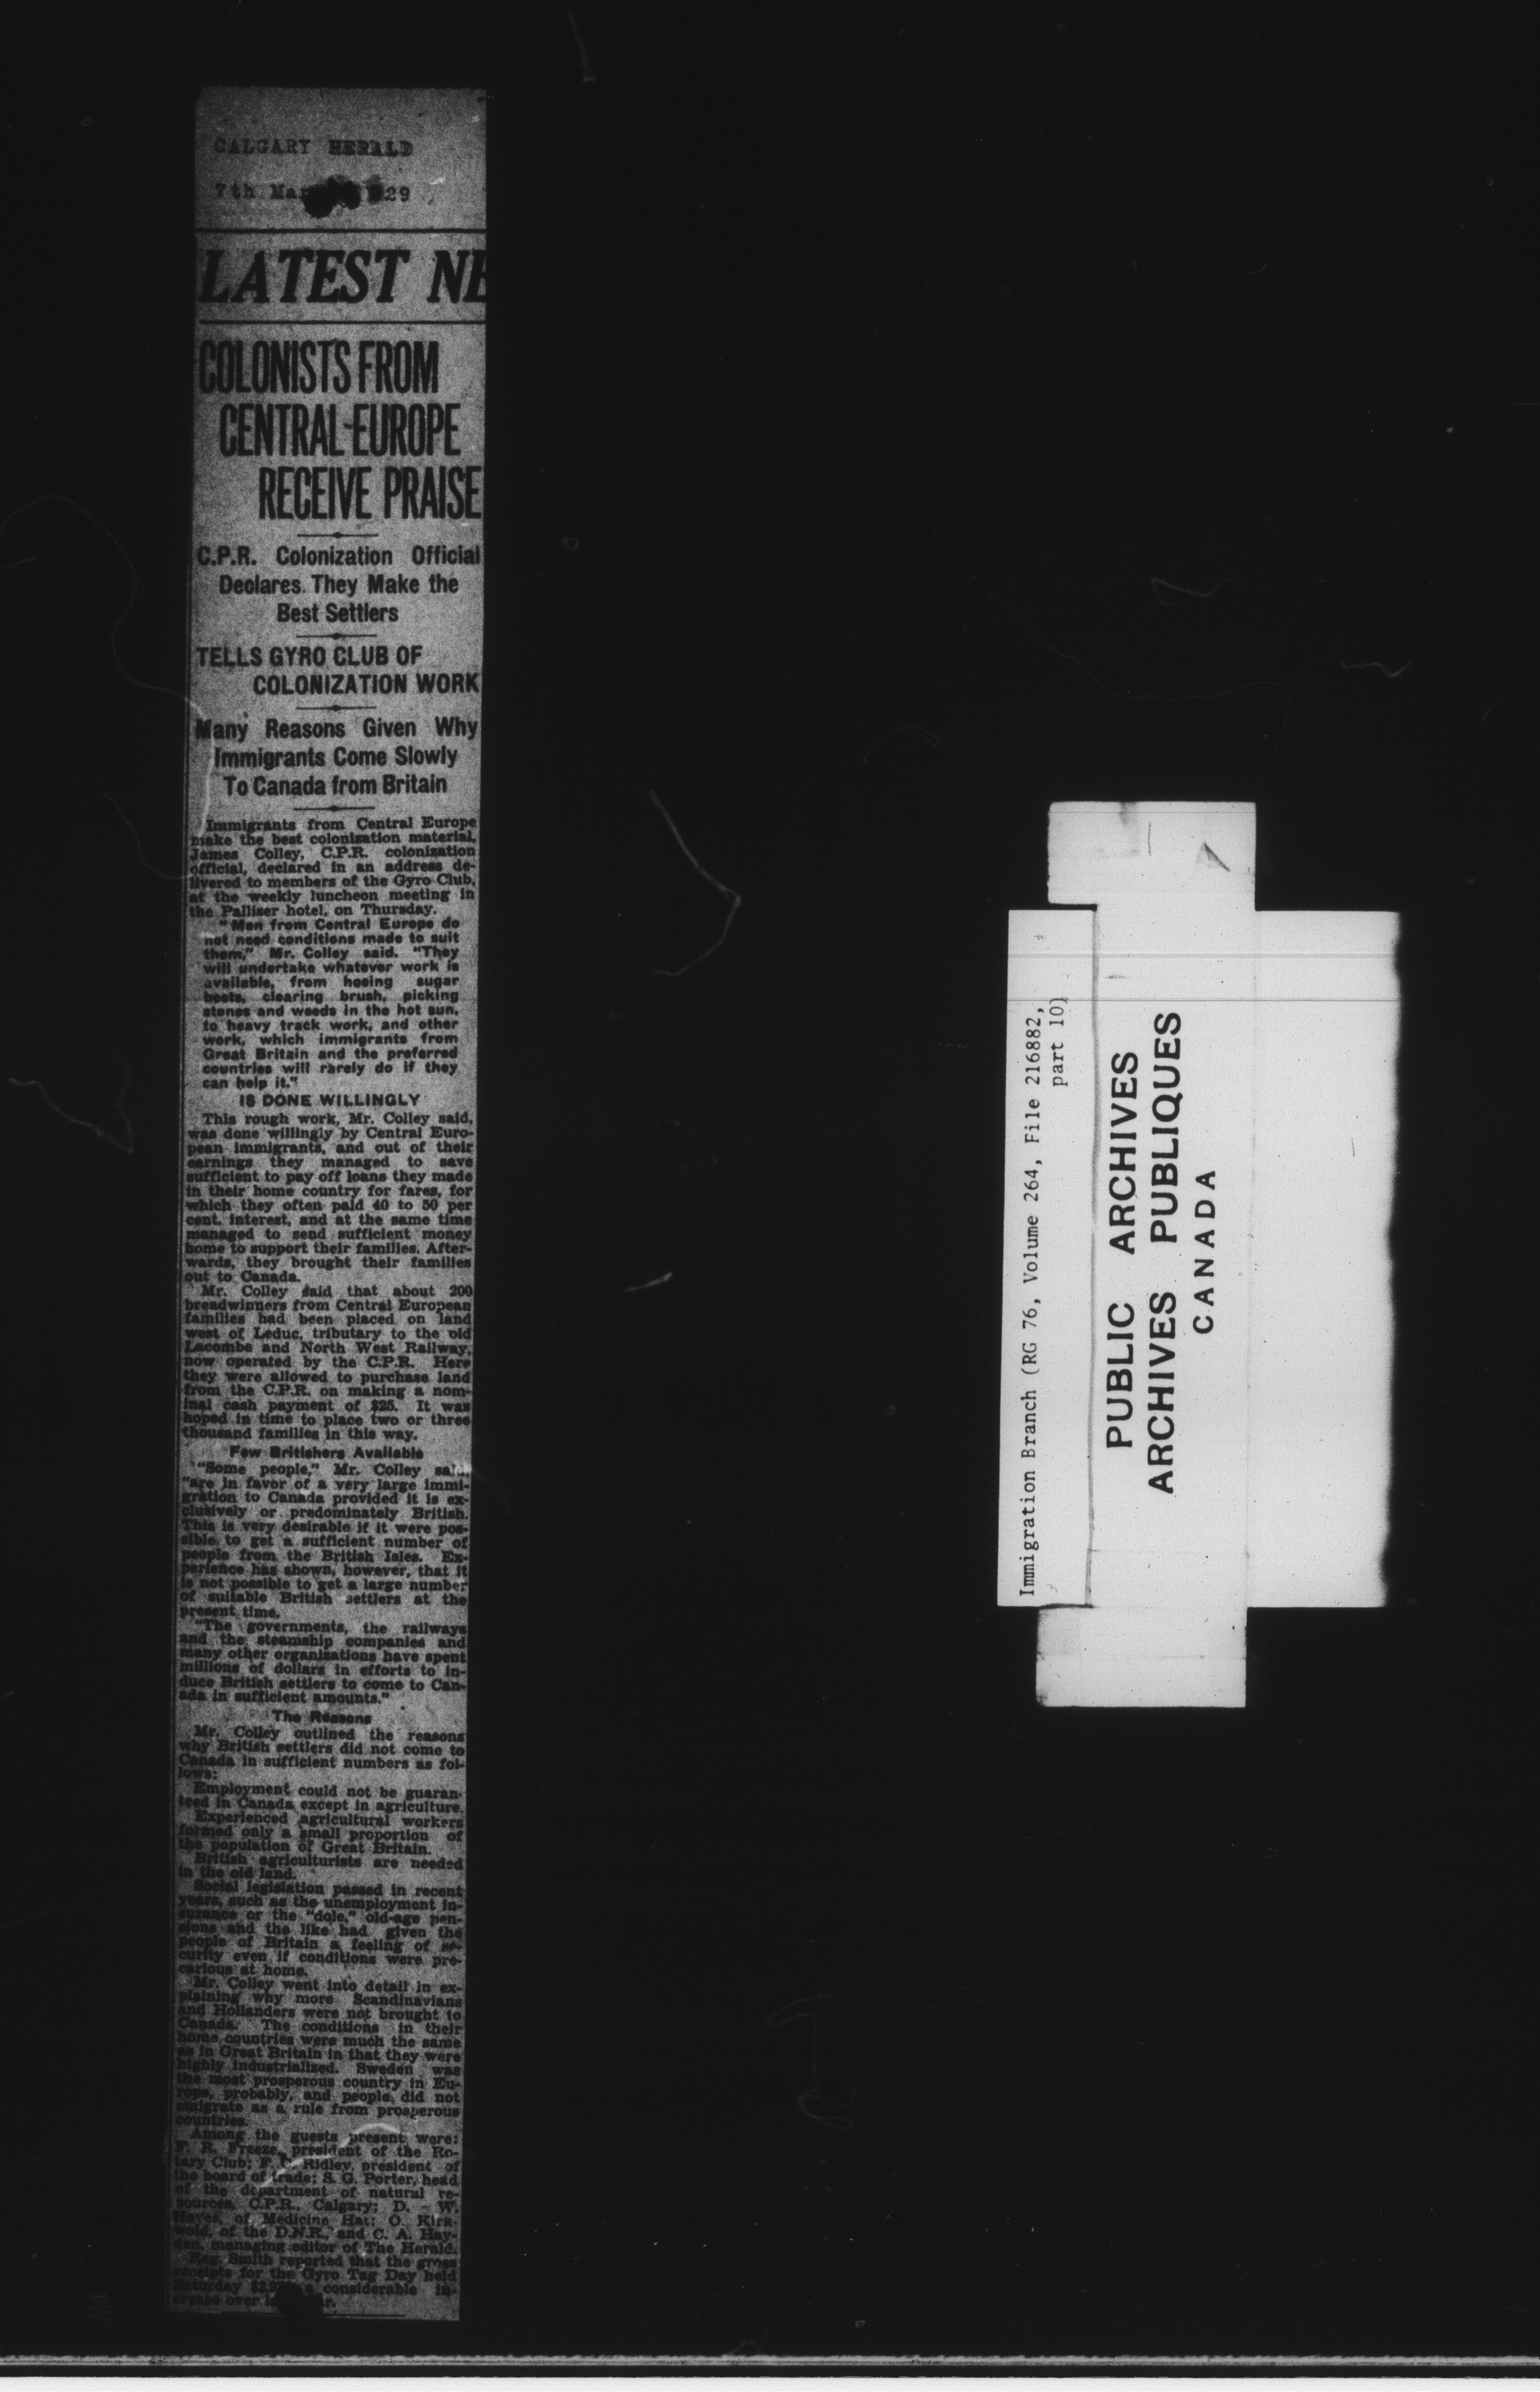 CALGARY HERALD
7th Ma 29
LATEST NE
COLONISTS FROM
CENTRAL EUROPE
RECEIVE PRAISE
C.P.R. Colonization Official
Declares They Make the
Best Settlers
TELLS GYRO CLUB OF
COLONIZATION WORK
Many Reasons Given Why
Immigrants Come Slowly
To Canada from Britain
Immigrants from Central Europe
make the best colonization material,
James Colley, C.P.R. colonization
official, declared in an address de-
livered to members of the Gyro Club,
at the weekly luncheon meeting in
the Palliser hotel, on Thursday.
"Men from Central Europe do
not need conditions made to suit
them," Mr. Colley said. "They
will undertake whatever work is
available, from hoeing sugar
beets, clearing brush, picking
stones and weeds in the hot sun,
to heavy track work, and other
work, which immigrants from
Great Britain and the preferred
countries will rarely do if they
can help it."
IS DONE WILLINGLY
This rough work, Mr. Colley said,
was done willingly by Central Euro-
pean immigrants, and out of their
earnings they managed to save
sufficient to pay off loans they made
in their home country for fares, for
which they often paid 40 to 50 per
cent. interest, and at the same time
managed to send sufficient money
home to support their families. After-
wards, they brought their families
out to Canada.
Mr. Colley said that about 200
breadwinners from Central European
families had been placed on land
west of Leduc, tributary to the old
Lacombe and North West Railway,
now operated by the C.P.R. Here
they were allowed to purchase land
from the C.P.R. on making a nom-
inal cash payment of $25. It was
hoped in time to place two or three
thousand families in this way.
Few Britishers Available
"Some people," Mr. Colley said,
"are in favor of a very large immi-
gration to Canada provided it is ex-
clusively or predominately British.
This is very desirable if it were pos-
sible to get a sufficient number of
people from the British Isles. Ex-
perience has shown, however, that it
is not possible to get a large number
of suitable British settlers at the
present time.
"The governments, the railways
and the steamship companies and
many other organizations have spent
millions of dollars in efforts to in-
duce British settlers to come to Can-
ada in sufficient amounts."
The Reasons
Mr. Colley outlined the reasons
why British settlers did not come to
Canada in sufficient numbers as fol-
lows:
Employment could not be guaran-
teed in Canada except in agriculture.
Experienced agricultural workers
formed only a small proportion of
the population of Great Britain.
British agriculturists are needed
in the old land.
Social legislation passed in recent
years, such as the unemployment in-
surance or the "dole," old-age pen-
sions and the like had given the
people of Britain a feeling of se-
curity even if conditions were pre-
carious at home.
Mr. Colley went into detail in ex-
plaining why more Scandinavians
and Hollanders were not brought to
Canada. The conditions in their
home countries were much the same
as in Great Britain in that they were
highly industrialized. Sweden was
the most prosperous country in Eu-
rope, probably, and people did not
emigrate as a rule from prosperous
countries.
Among the guests present were:
F. R. Freeze, president of the Ro-
tary Club; F. C. Ridley, president of
the board of trade; S. G. Porter, head
of the department of natural re-
sources, C.P.R., Calgary; D. W.
Hayes, of Medicine Hat; O. Kirk-
wold, of the D.N.R., and C. A. Hay-
den, managing editor of The Herald.
Reg. Smith reported that the gross
receipts for the Gyro Tag Day held
Saturday considerable in-
crease over
Immigration Branch (RG 76, Volume 264, File 216882,
part 10)
PUBLIC ARCHIVES
ARCHIVES PUBLIQUES
CANADA